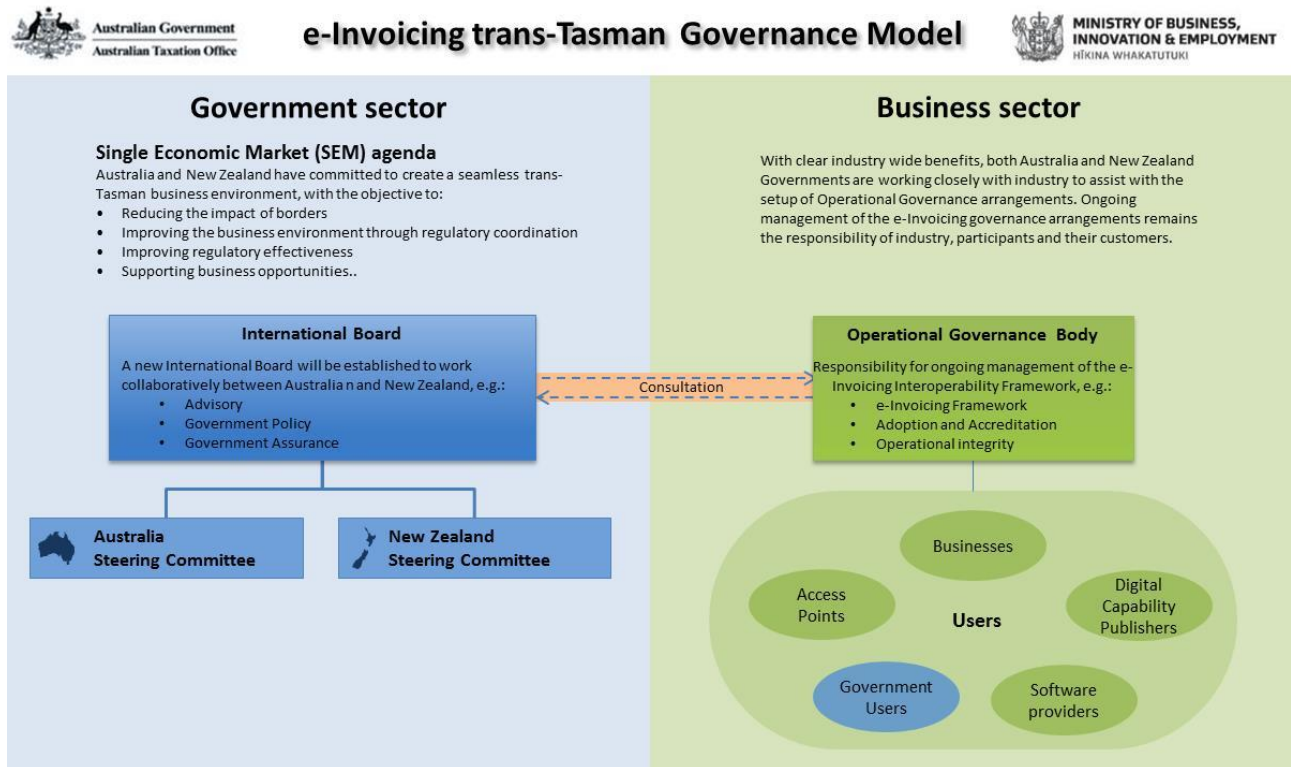 Australian Government
Australian Taxation Office
e-Invoicing trans-Tasman Governance Model
MINISTRY OF BUSINESS,
INNOVATION & EMPLOYMENT
HĪKINA WHAKATUTUKI
Government sector
Single Economic Market (SEM) agenda
Australia and New Zealand have committed to create a seamless trans-
Tasman business environment, with the objective to:
• Reducing the impact of borders
• Improving the business environment through regulatory coordination
• Improving regulatory effectiveness
• Supporting business opportunities..
International Board
A new International Board will be established to work
collaboratively between Australia n and New Zealand, e.g.:
• Advisory
• Government Policy
• Government Assurance
Australia
Steering Committee
New Zealand
Steering Committee
Consultation
Business sector
With clear industry wide benefits, both Australia and New Zealand
Governments are working closely with industry to assist with the
setup of Operational Governance arrangements. Ongoing
management of the e-Invoicing governance arrangements remains
the responsibility of industry, participants and their customers.
Operational Governance Body
Responsibility for ongoing management of the e-
Invoicing Interoperability Framework, e.g.:
• e-Invoicing Framework
• Adoption and Accreditation
• Operational integrity
Businesses
Access
Points
Digital
Capability
Publishers
Users
Government
Users
Software
providers